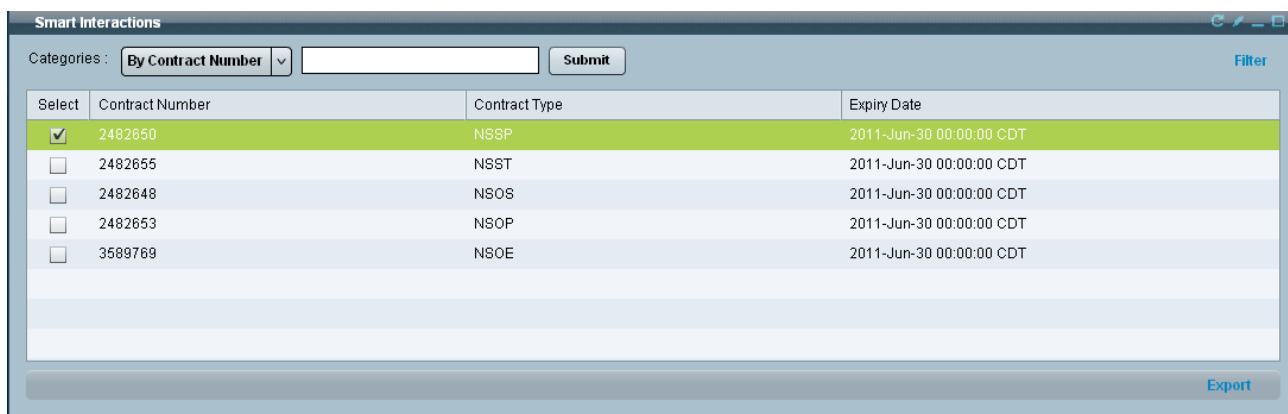 Smart Interactions
Categories : By Contract Number Submit Filter
Select Contract Number Contract Type Expiry Date
2482650 NSSP 2011-Jun-30 00:00:00 CDT
2482655 NSST 2011-Jun-30 00:00:00 CDT
2482648 NSOS 2011-Jun-30 00:00:00 CDT
2482653 NSOP 2011-Jun-30 00:00:00 CDT
3589769 NSOE 2011-Jun-30 00:00:00 CDT
Export